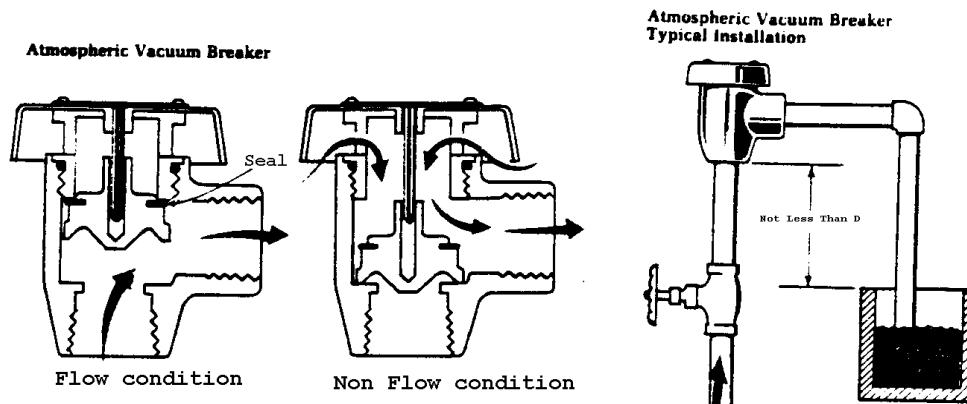 Atmospheric Vacuum Breaker
Atmospheric Vacuum Breaker
Typical Installation
Seal
Not Less Than D
Flow condition
Non Flow condition